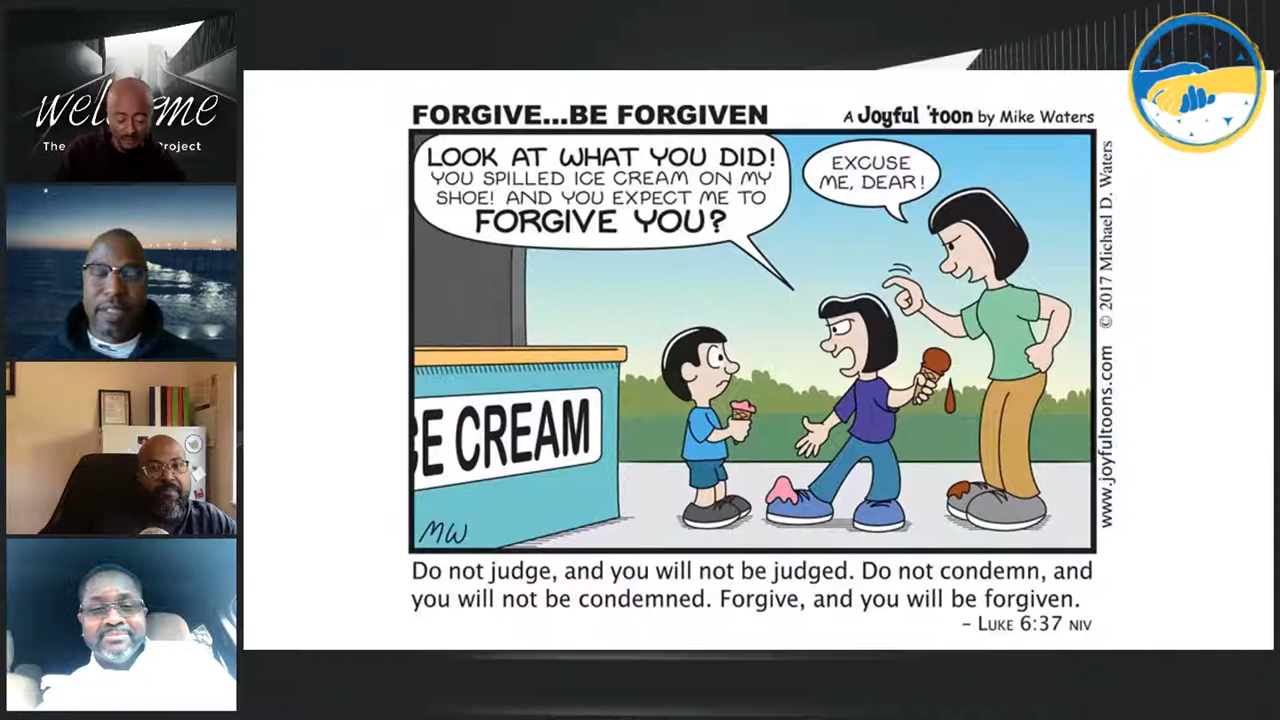 welcome
The
Project
FORGIVE...BE FORGIVEN
A Joyful 'toon by Mike Waters
LOOK AT WHAT YOU DID!
YOU SPILLED ICE CREAM ON MY
SHOE! AND YOU EXPECT ME TO
FORGIVE YOU?
EXCUSE
ME, DEAR!
CE CREAM
MW
www.joyfultoons.com © 2017 Michael D. Waters
Do not judge, and you will not be judged. Do not condemn, and
you will not be condemned. Forgive, and you will be forgiven.
– LUKE 6:37 NIV